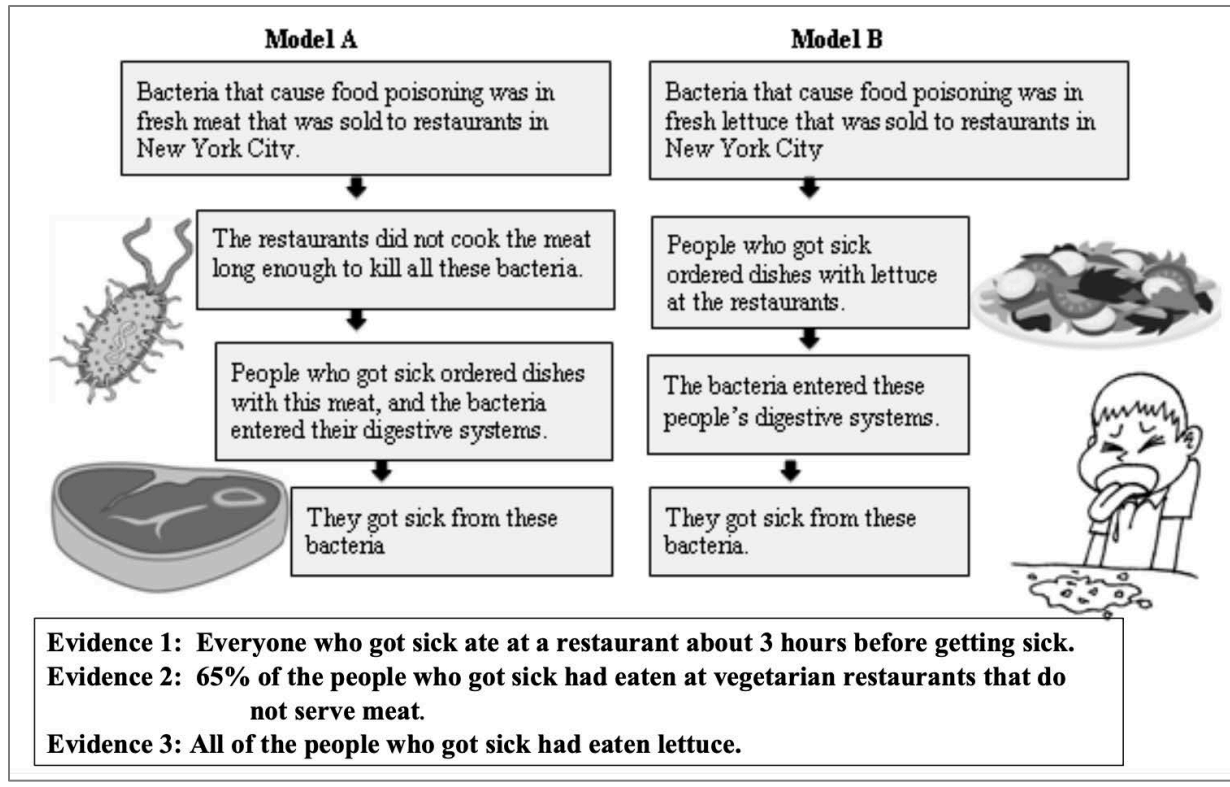 Model A
Bacteria that cause food poisoning was in
fresh meat that was sold to restaurants in
New York City.
The restaurants did not cook the meat
long enough to kill all these bacteria.
People who got sick ordered dishes
with this meat, and the bacteria
entered their digestive systems.
They got sick from these
bacteria
Model B
Bacteria that cause food poisoning was in
fresh lettuce that was sold to restaurants in
New York City
People who got sick
ordered dishes with lettuce
at the restaurants.
The bacteria entered these
people's digestive systems.
They got sick from these
bacteria.
Evidence 1: Everyone who got sick ate at a restaurant about 3 hours before getting sick.
Evidence 2: 65% of the people who got sick had eaten at vegetarian restaurants that do
not serve meat.
Evidence 3: All of the people who got sick had eaten lettuce.